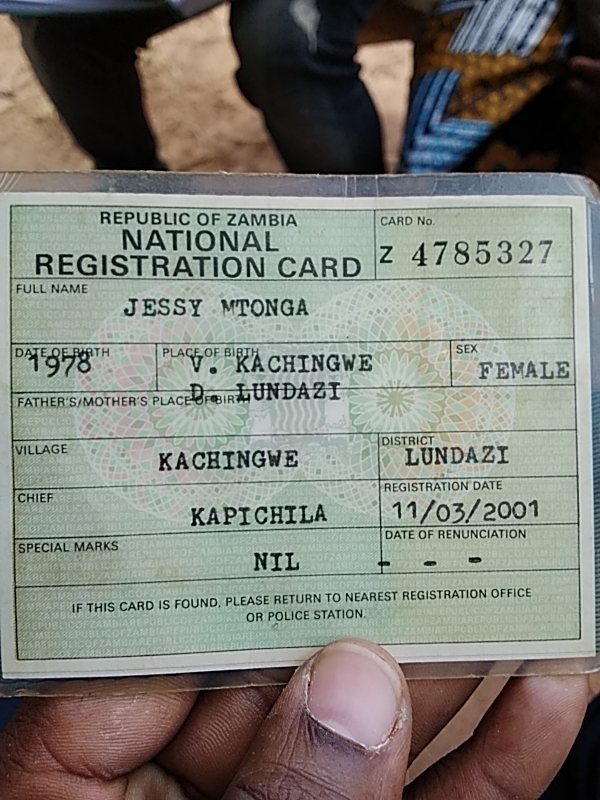 REPUBLIC OF ZAMBIA
NATIONAL
REGISTRATION CARD
CARD No.
Z 4785327
FULL NAME
JESSY MTONGA
DATE OF BIRTH
1978
PLACE OF BIRTH
V. KACHINGWE
D. LUNDAZI
SEX
FEMALE
FATHER'S/MOTHER'S PLACE OF BIRTH
VILLAGE
KACHINGWE
DISTRICT
LUNDAZI
CHIEF
KAPICHILA
REGISTRATION DATE
11/03/2001
SPECIAL MARKS
NIL
DATE OF RENUNCIATION
- - -
IF THIS CARD IS FOUND, PLEASE RETURN TO NEAREST REGISTRATION OFFICE
OR POLICE STATION.